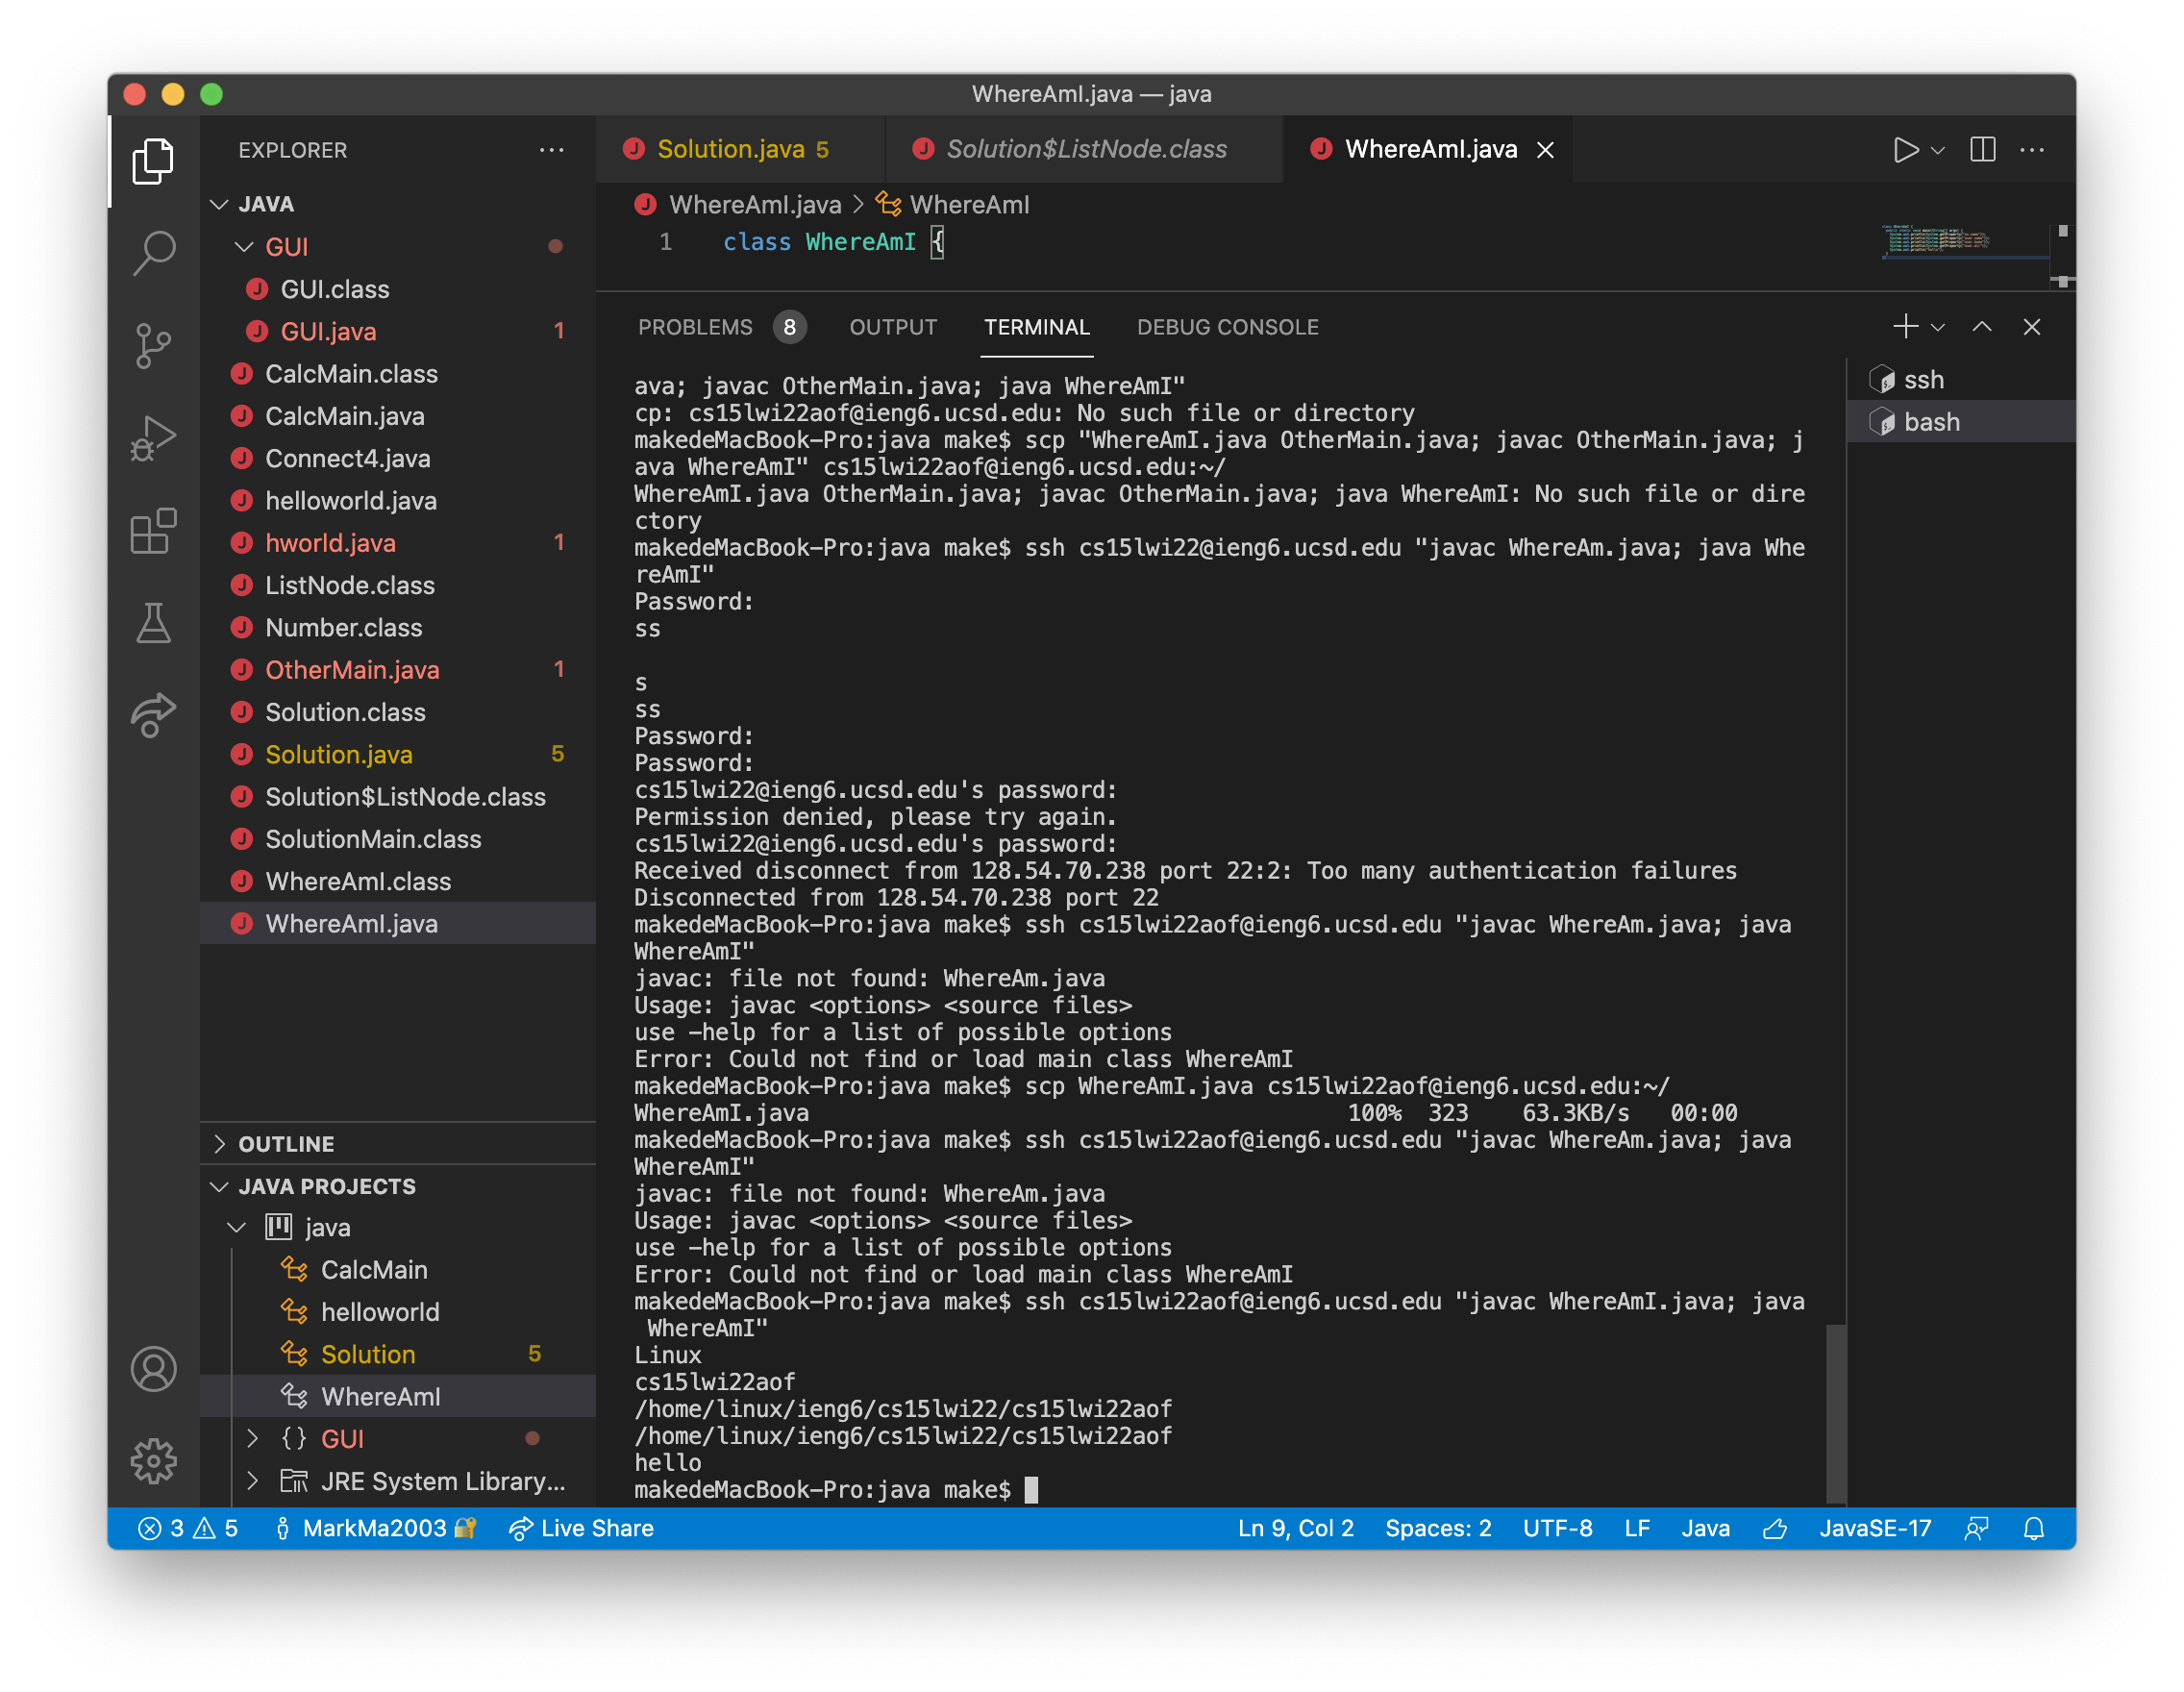 WhereAmI.java — java
EXPLORER
JAVA
GUI
GUI.class
GUI.java 1
CalcMain.class
CalcMain.java
Connect4.java
helloworld.java
hworld.java 1
ListNode.class
Number.class
OtherMain.java 1
Solution.class
Solution.java 5
Solution$ListNode.class
SolutionMain.class
WhereAmI.class
WhereAmI.java
OUTLINE
JAVA PROJECTS
java
CalcMain
helloworld
Solution 5
WhereAmI
GUI
JRE System Library...
Solution.java 5
Solution$ListNode.class
WhereAmI.java
WhereAmI.java > WhereAmI
1 class WhereAmI {
PROBLEMS 8 OUTPUT TERMINAL DEBUG CONSOLE
ava; javac OtherMain.java; java WhereAmI"
cp: cs15lwi22aof@ieng6.ucsd.edu: No such file or directory
makedeMacBook-Pro:java make$ scp "WhereAmI.java OtherMain.java; javac OtherMain.java; j
ava WhereAmI" cs15lwi22aof@ieng6.ucsd.edu:~/
WhereAmI.java OtherMain.java; javac OtherMain.java; java WhereAmI: No such file or dire
ctory
makedeMacBook-Pro:java make$ ssh cs15lwi22@ieng6.ucsd.edu "javac WhereAm.java; java Whe
reAmI"
Password:
ss
s
ss
Password:
Password:
cs15lwi22@ieng6.ucsd.edu's password:
Permission denied, please try again.
cs15lwi22@ieng6.ucsd.edu's password:
Received disconnect from 128.54.70.238 port 22:2: Too many authentication failures
Disconnected from 128.54.70.238 port 22
makedeMacBook-Pro:java make$ ssh cs15lwi22aof@ieng6.ucsd.edu "javac WhereAm.java; java
WhereAmI"
javac: file not found: WhereAm.java
Usage: javac <options> <source files>
use -help for a list of possible options
Error: Could not find or load main class WhereAmI
makedeMacBook-Pro:java make$ scp WhereAmI.java cs15lwi22aof@ieng6.ucsd.edu:~/
WhereAmI.java 100% 323 63.3KB/s 00:00
makedeMacBook-Pro:java make$ ssh cs15lwi22aof@ieng6.ucsd.edu "javac WhereAm.java; java
WhereAmI"
javac: file not found: WhereAm.java
Usage: javac <options> <source files>
use -help for a list of possible options
Error: Could not find or load main class WhereAmI
makedeMacBook-Pro:java make$ ssh cs15lwi22aof@ieng6.ucsd.edu "javac WhereAmI.java; java
WhereAmI"
Linux
cs15lwi22aof
/home/linux/ieng6/cs15lwi22/cs15lwi22aof
/home/linux/ieng6/cs15lwi22/cs15lwi22aof
hello
makedeMacBook-Pro:java make$
ssh
bash
3 5 MarkMa2003 Live Share Ln 9, Col 2 Spaces: 2 UTF-8 LF Java JavaSE-17